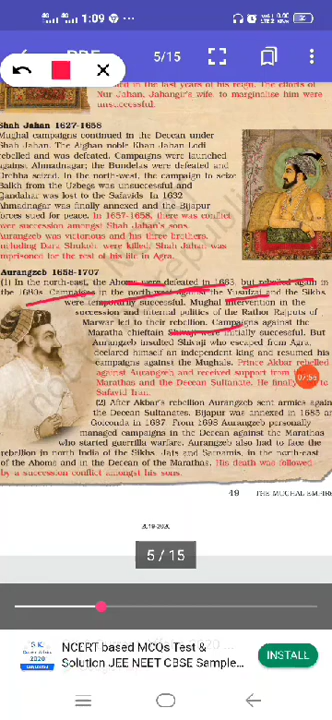 4G 4G 1:09
PDF
5/15
ard in the last years of his reign. The efforts of
Nur Jahan, Jahangir's wife, to marginalise him were
unsuccessful.
Shah Jahan 1627-1658
Mughal campaigns continued in the Deccan under
Shah Jahan. The Afghan noble Khan Jahan Lodi
rebelled and was defeated. Campaigns were launched
against Ahmadnagar; the Bundelas were defeated and
Orchha seized. In the north-west, the campaign to seize
Balkh from the Uzbegs was unsuccessful and
Qandahar was lost to the Safavids. In 1632
Ahmadnagar was finally annexed and the Bijapur
forces sued for peace. In 1657-1658, there was conflict
over succession amongst Shah Jahan's sons.
Aurangzeb was victorious and his three brothers,
including Dara Shukoh, were killed. Shah Jahan was
imprisoned for the rest of his life in Agra.
Aurangzeb 1658-1707
(1) In the north-east, the Ahoms were defeated in 1663, but rebelled again in
the 1680s. Campaigns in the north-west against the Yusufzai and the Sikhs
were temporarily successful. Mughal intervention in the
succession and internal politics of the Rathor Rajputs of
Marwar led to their rebellion. Campaigns against the
Maratha chieftain Shivaji were initially successful. But
Aurangzeb insulted Shivaji who escaped from Agra,
declared himself an independent king and resumed his
campaigns against the Mughals. Prince Akbar rebelled
against Aurangzeb and received support from
Marathas and the Deccan Sultanate. He finally to
Safavid Iran.
07:56
(2) After Akbar's rebellion Aurangzeb sent armies against
the Deccan Sultanates. Bijapur was annexed in 1685 and
Golconda in 1687. From 1698 Aurangzeb personally
managed campaigns in the Deccan against the Marathas
who started guerrilla warfare. Aurangzeb also had to face the
rebellion in north India of the Sikhs, Jats and Satnamis, in the north-east
of the Ahoms and in the Deccan of the Marathas. His death was followed
by a succession conflict amongst his sons.
49 THE MUGHAL EMPIRE
2019-2020
5/15
NCERT based MCQs Test &
Solution JEE NEET CBSE Sample...
INSTALL